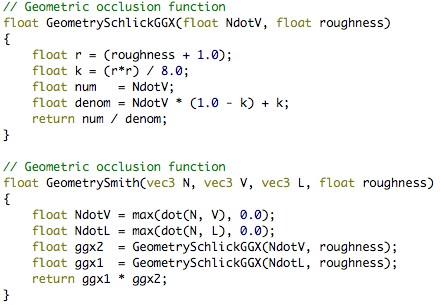 // Geometric occlusion function
float GeometrySchlickGGX(float NdotV, float roughness)
{
    float r = (roughness + 1.0);
    float k = (r*r) / 8.0;
    float num   = NdotV;
    float denom = NdotV * (1.0 - k) + k;
    return num / denom;
}

// Geometric occlusion function
float GeometrySmith(vec3 N, vec3 V, vec3 L, float roughness)
{
    float NdotV = max(dot(N, V), 0.0);
    float NdotL = max(dot(N, L), 0.0);
    float ggx2  = GeometrySchlickGGX(NdotV, roughness);
    float ggx1  = GeometrySchlickGGX(NdotL, roughness);
    return ggx1 * ggx2;
}